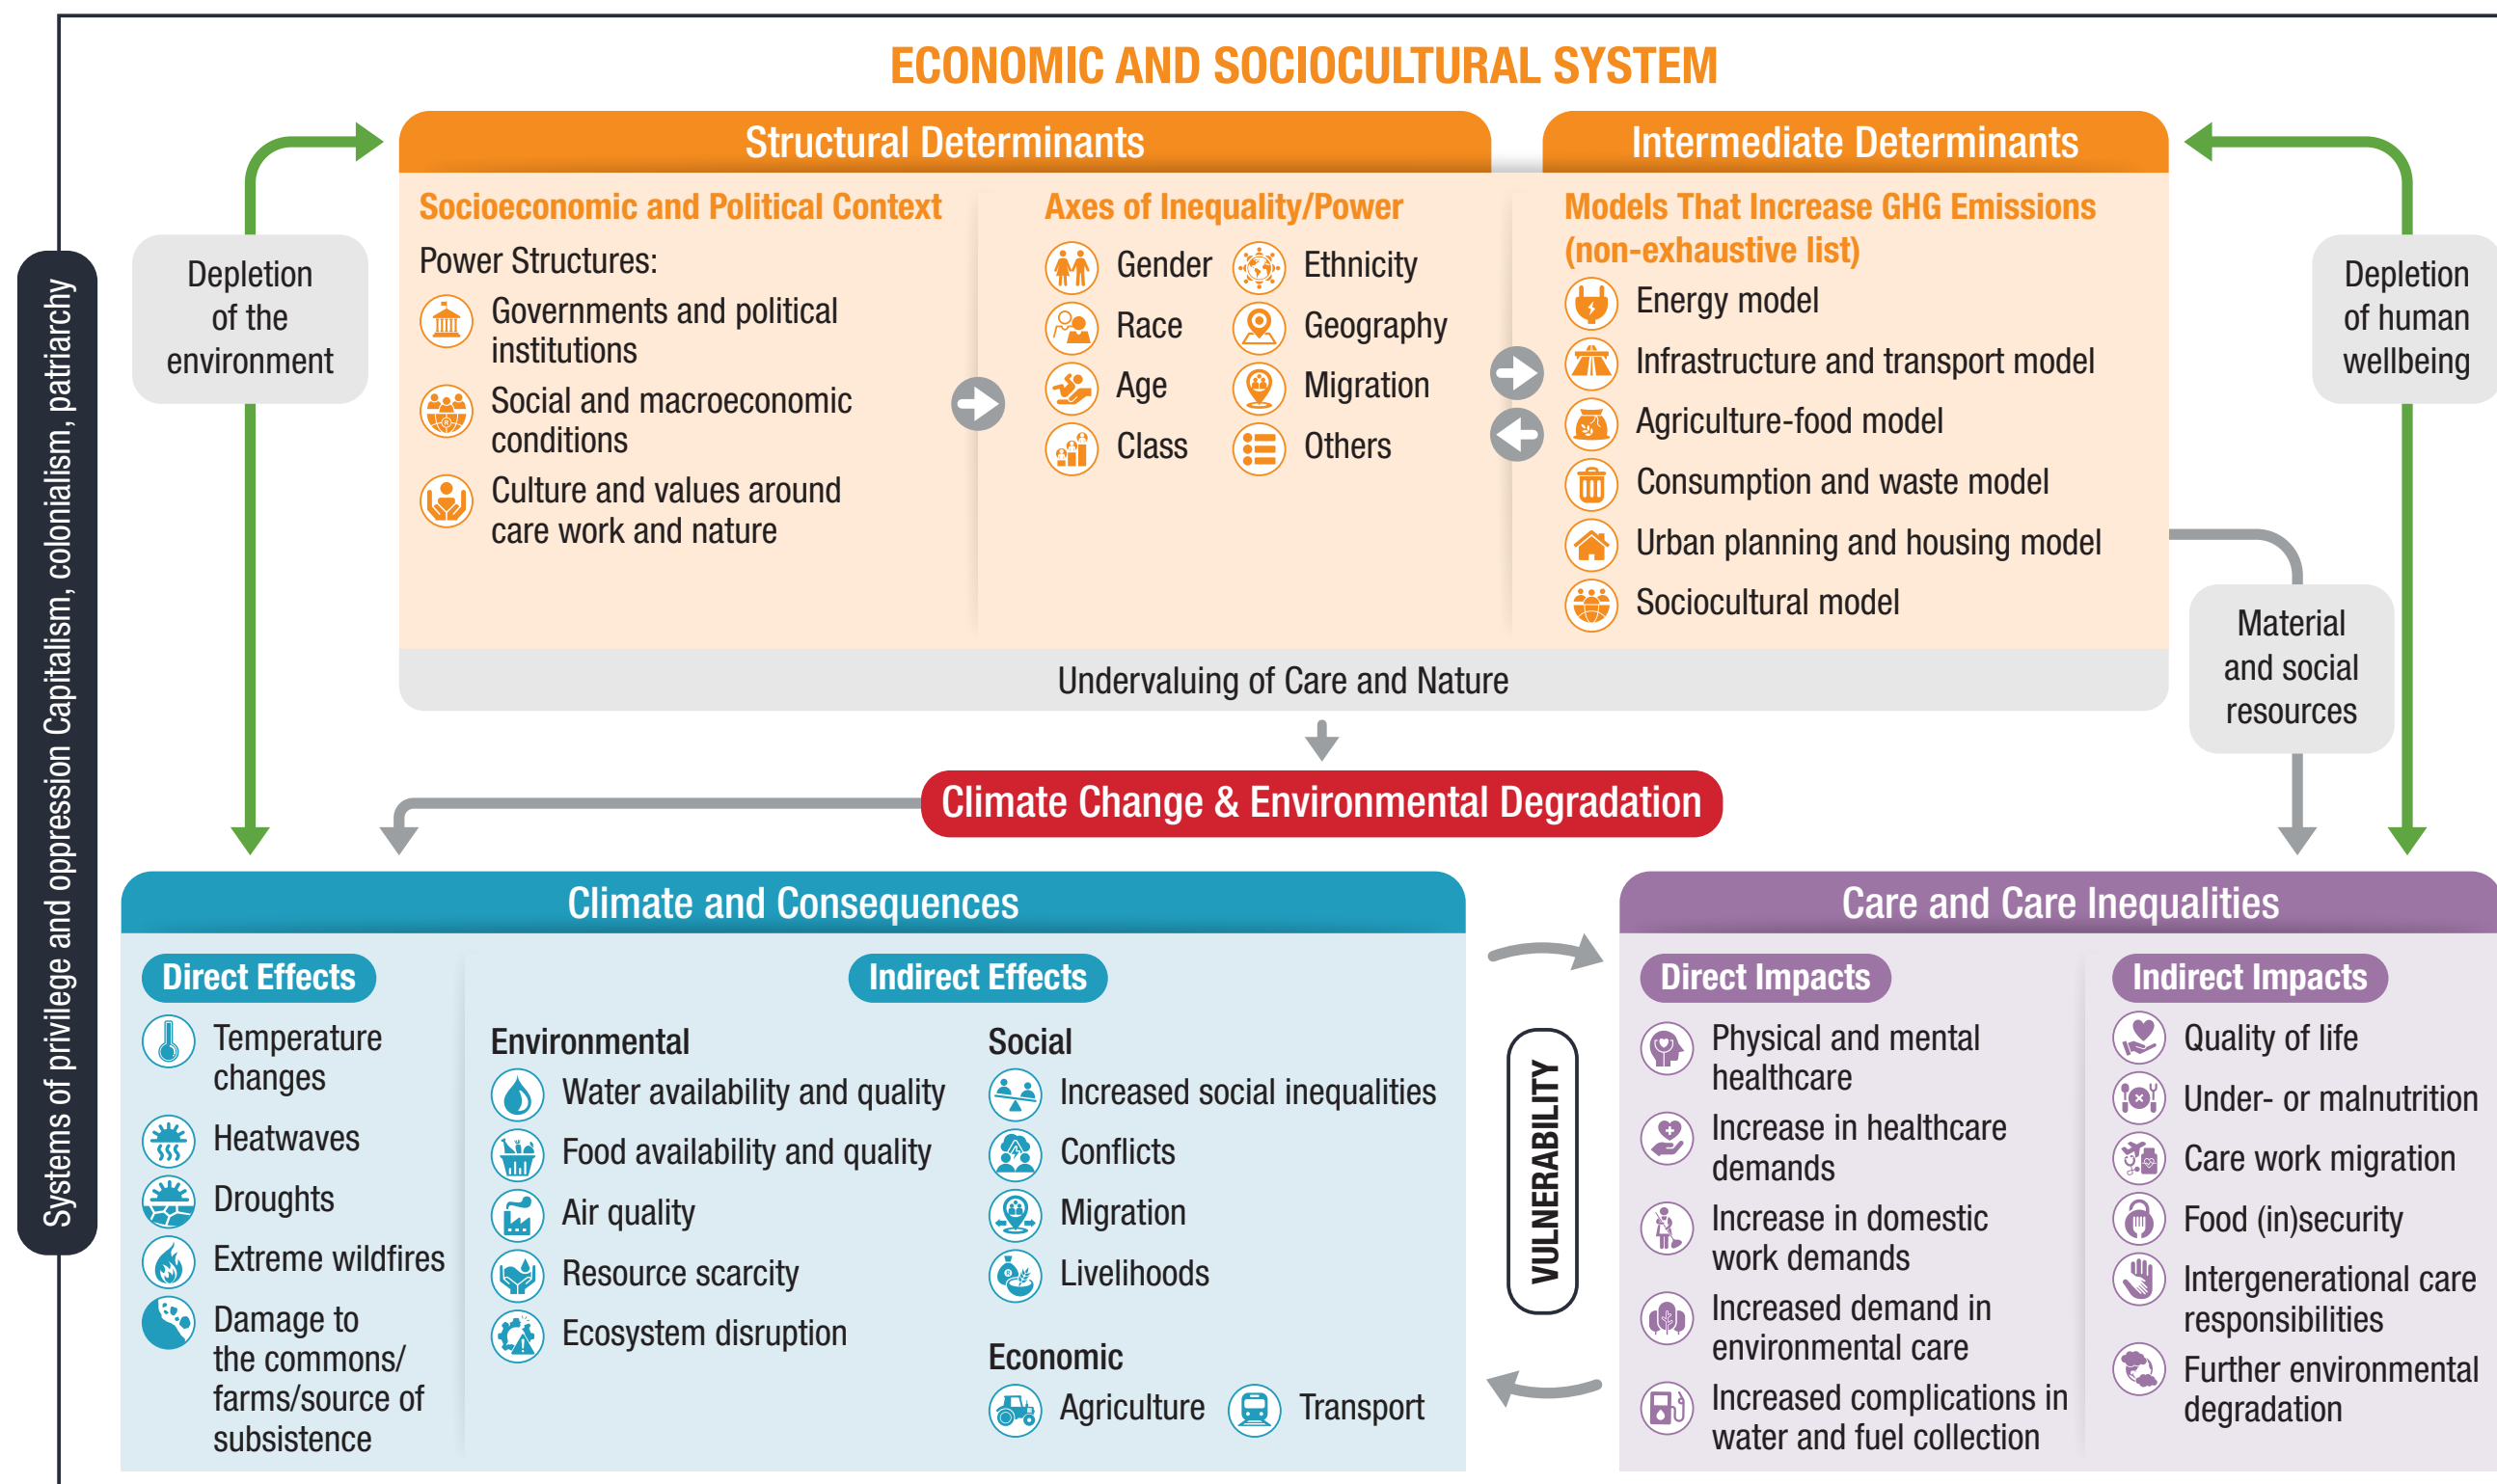 ECONOMIC AND SOCIOCULTURAL SYSTEM
Systems of privilege and oppression Capitalism, colonialism, patriarchy
Depletion
of the
environment
Structural Determinants
Socioeconomic and Political Context
Power Structures:
Governments and political
institutions
Social and macroeconomic
conditions
Culture and values around
care work and nature
Axes of Inequality/Power
Gender
Race
Age
Class
Ethnicity
Geography
Migration
Others
Intermediate Determinants
Models That Increase GHG Emissions
(non-exhaustive list)
Energy model
Infrastructure and transport model
Agriculture-food model
Consumption and waste model
Urban planning and housing model
Sociocultural model
Depletion
of human
wellbeing
Material
and social
resources
Undervaluing of Care and Nature
Climate Change & Environmental Degradation
Climate and Consequences
Direct Effects
Temperature
changes
Heatwaves
Droughts
Extreme wildfires
Damage to
the commons/
farms/source of
subsistence
Indirect Effects
Environmental
Water availability and quality
Food availability and quality
Air quality
Resource scarcity
Ecosystem disruption
Social
Increased social inequalities
Conflicts
Migration
Livelihoods
Economic
Agriculture
Transport
VULNERABILITY
Care and Care Inequalities
Direct Impacts
Physical and mental
healthcare
Increase in healthcare
demands
Increase in domestic
work demands
Increased demand in
environmental care
Increased complications in
water and fuel collection
Indirect Impacts
Quality of life
Under- or malnutrition
Care work migration
Food (in)security
Intergenerational care
responsibilities
Further environmental
degradation